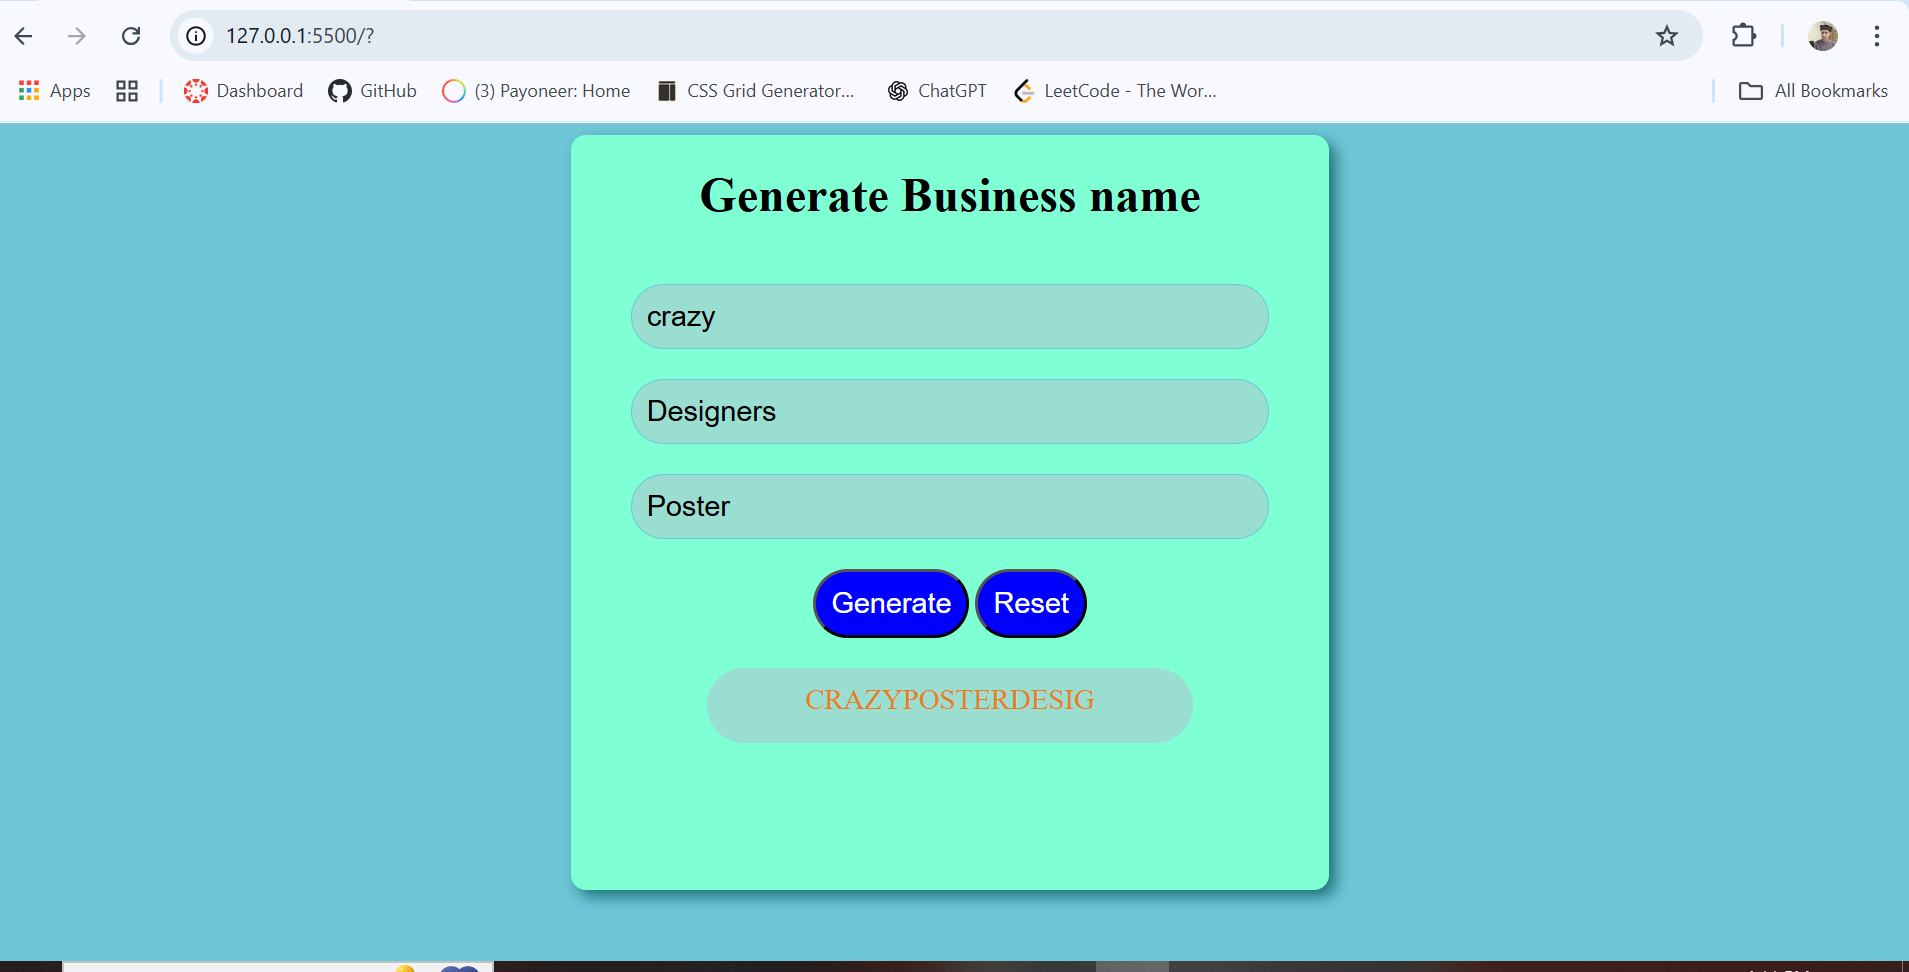 127.0.0.1:5500/?
Apps Dashboard GitHub (3) Payoneer: Home CSS Grid Generator... ChatGPT LeetCode - The Wor... All Bookmarks
Generate Business name
crazy
Designers
Poster
Generate Reset
CRAZYPOSTERDESIG